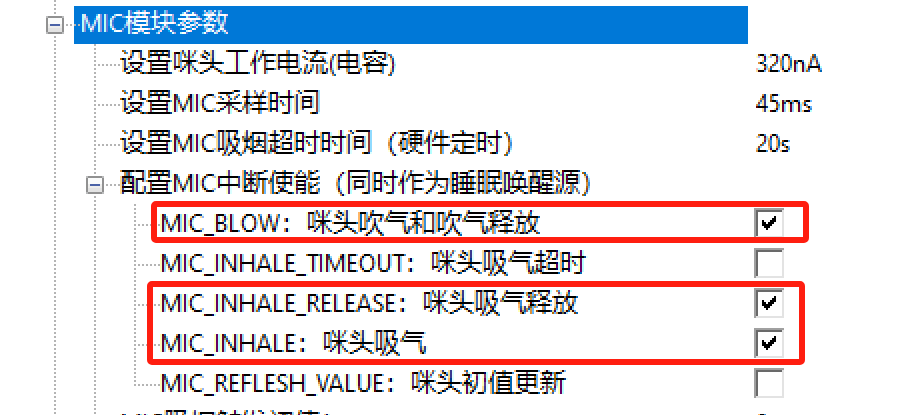 MIC模块参数
设置咪头工作电流(电容) 320nA
设置MIC采样时间 45ms
设置MIC吸烟超时时间（硬件定时） 20s
配置MIC中断使能（同时作为睡眠唤醒源）
MIC_BLOW：咪头吹气和吹气释放
MIC_INHALE_TIMEOUT：咪头吸气超时
MIC_INHALE_RELEASE：咪头吸气释放
MIC_INHALE：咪头吸气
MIC_REFLESH_VALUE：咪头初值更新